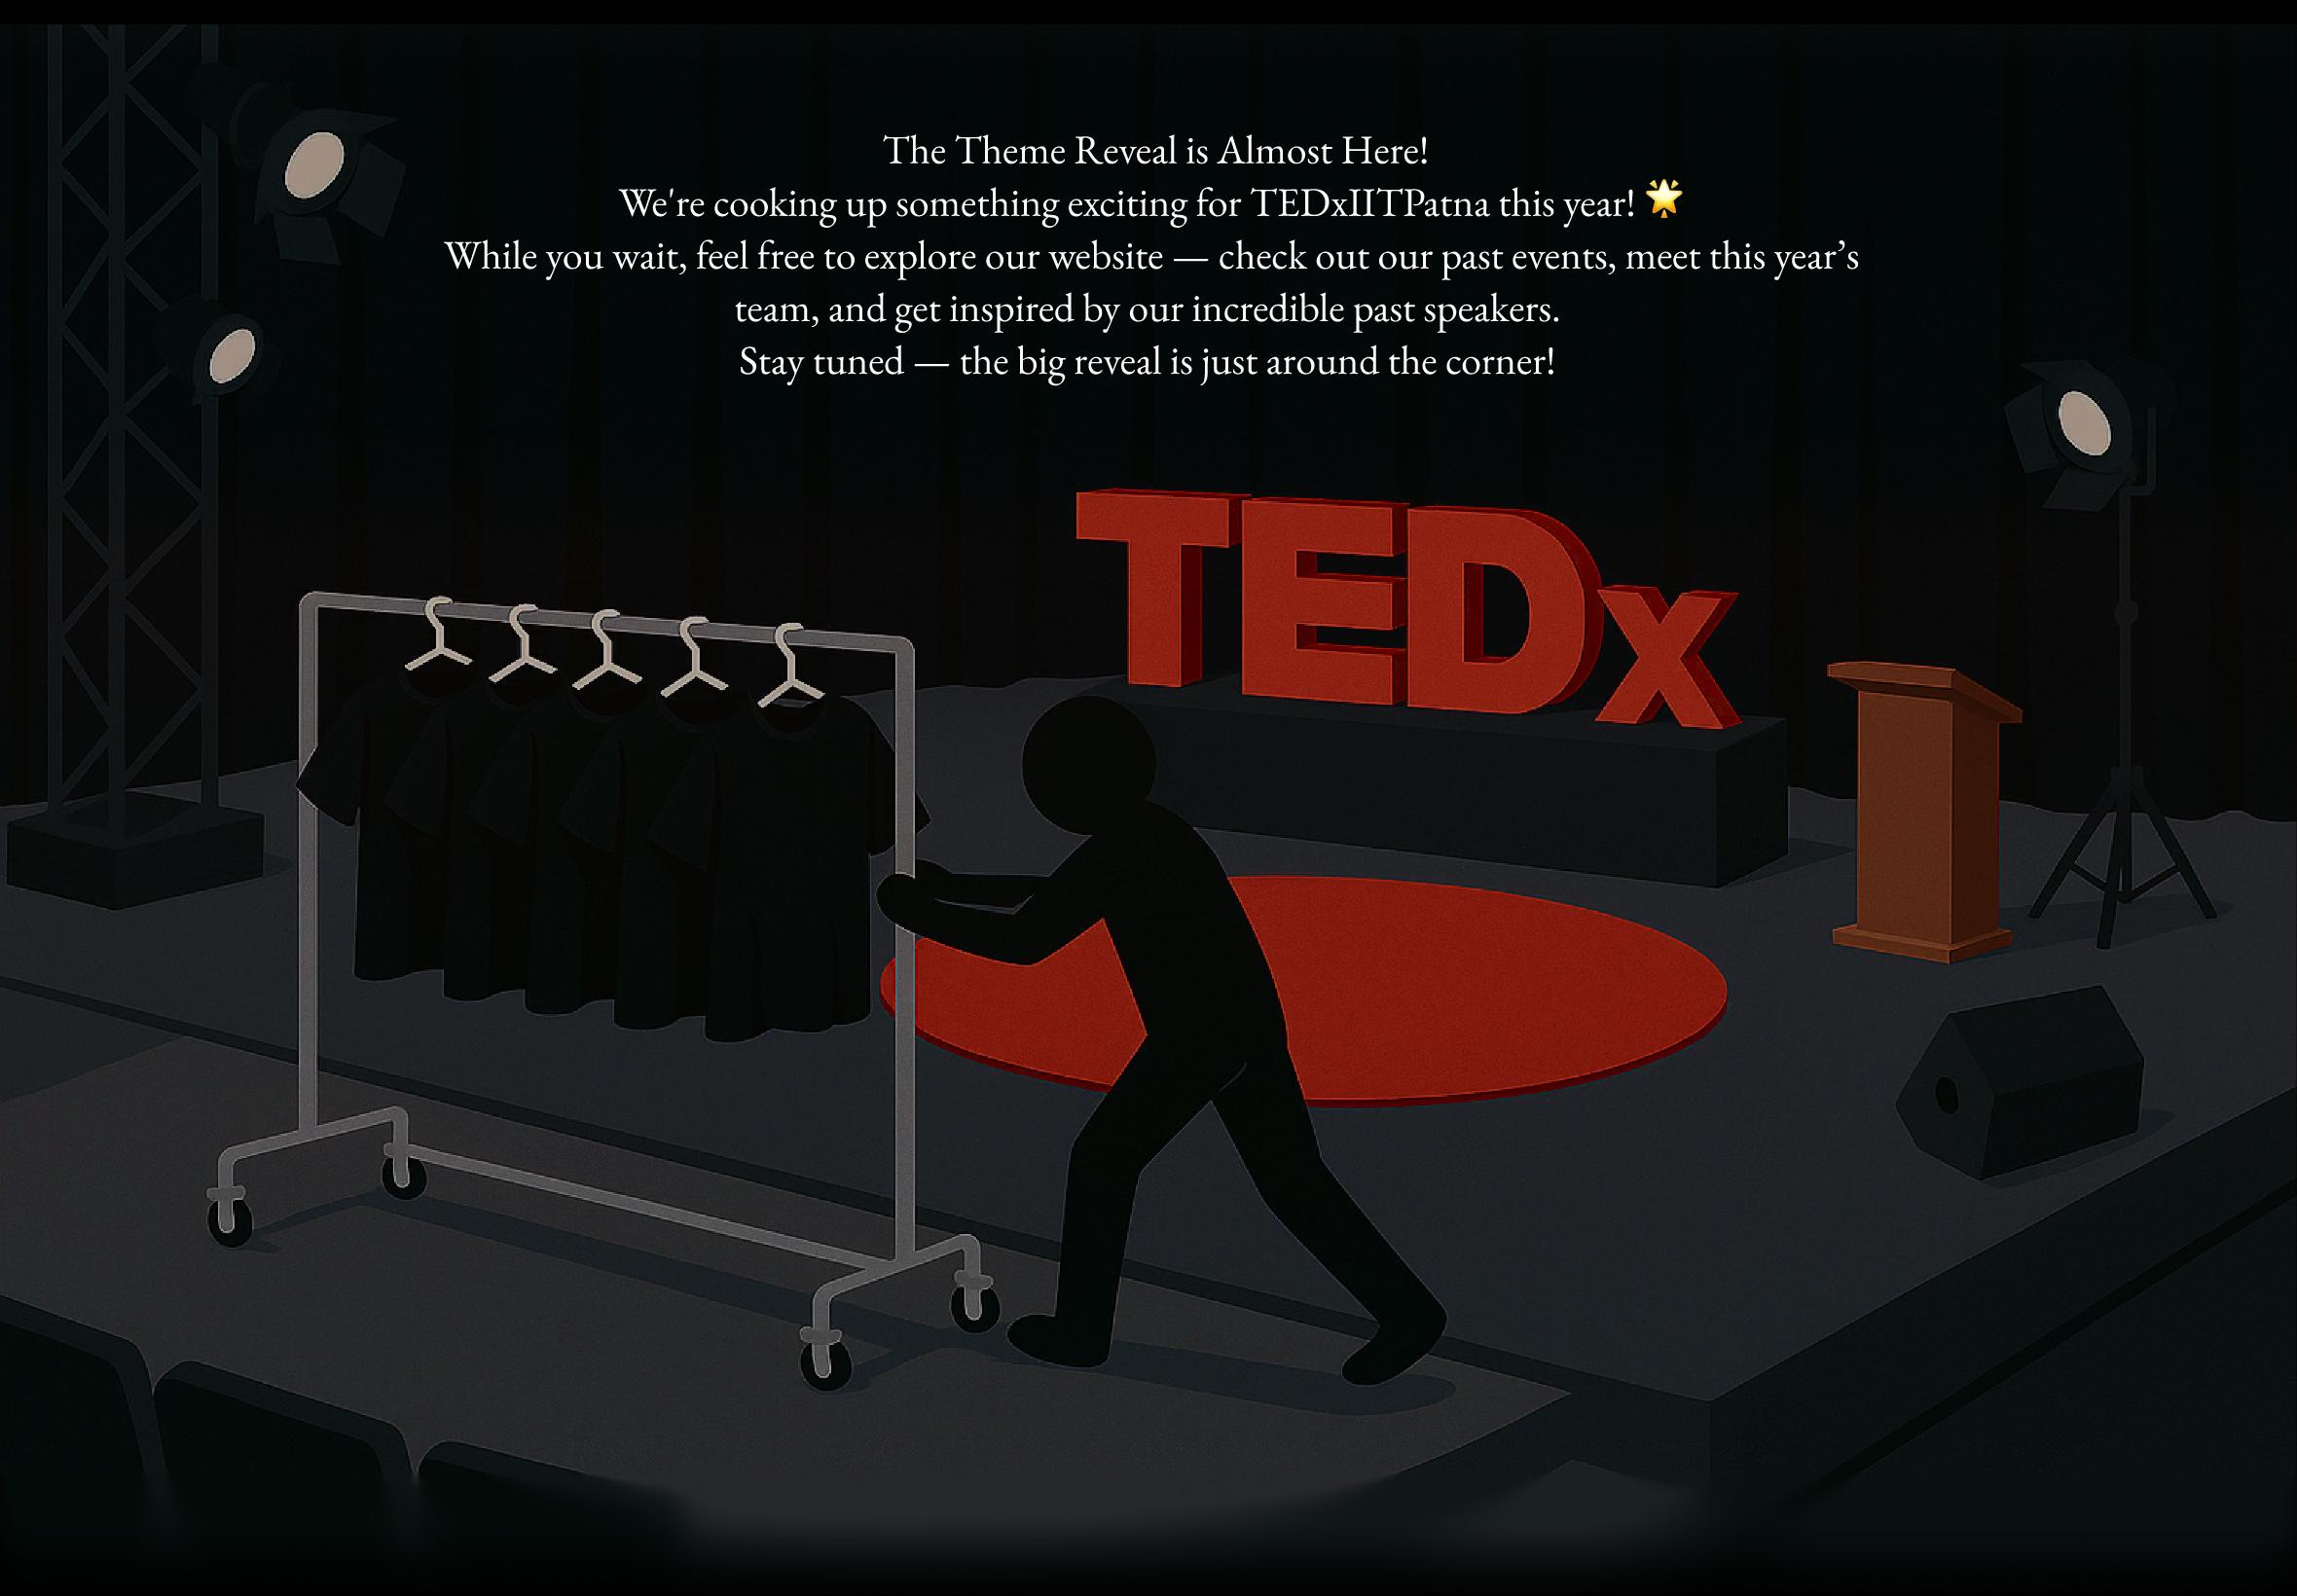 The Theme Reveal is Almost Here!
We're cooking up something exciting for TEDxIITPatna this year! 🌟
While you wait, feel free to explore our website — check out our past events, meet this year’s
team, and get inspired by our incredible past speakers.
Stay tuned — the big reveal is just around the corner!
TEDx